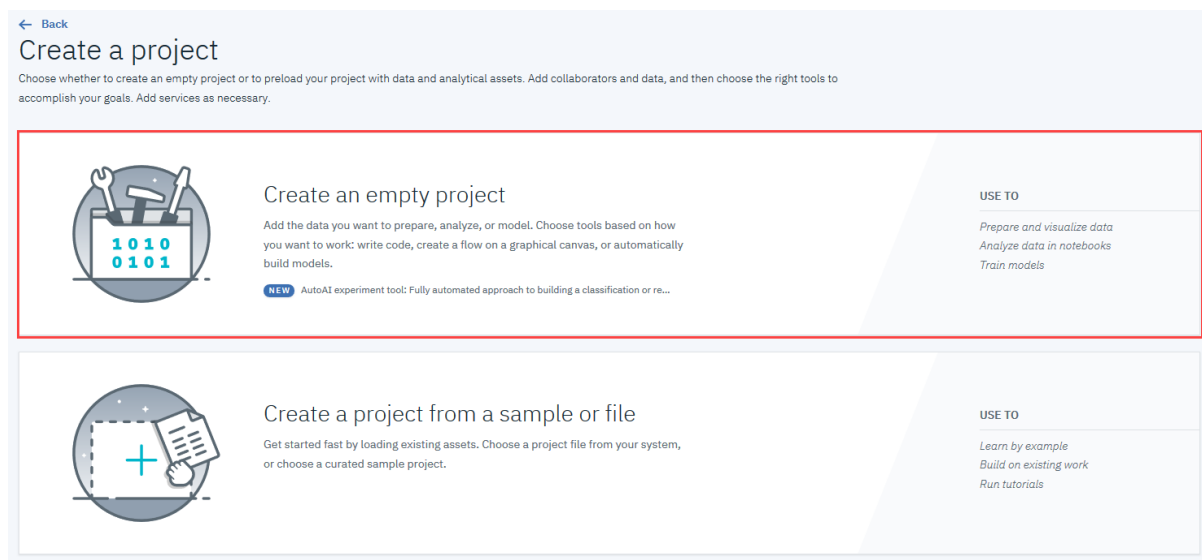 ← Back
Create a project
Choose whether to create an empty project or to preload your project with data and analytical assets. Add collaborators and data, and then choose the right tools to
accomplish your goals. Add services as necessary.
Create an empty project
Add the data you want to prepare, analyze, or model. Choose tools based on how
you want to work: write code, create a flow on a graphical canvas, or automatically
build models.
NEW AutoAI experiment tool: Fully automated approach to building a classification or re...
1010
0101
USE TO
Prepare and visualize data
Analyze data in notebooks
Train models
Create a project from a sample or file
Get started fast by loading existing assets. Choose a project file from your system,
or choose a curated sample project.
USE TO
Learn by example
Build on existing work
Run tutorials